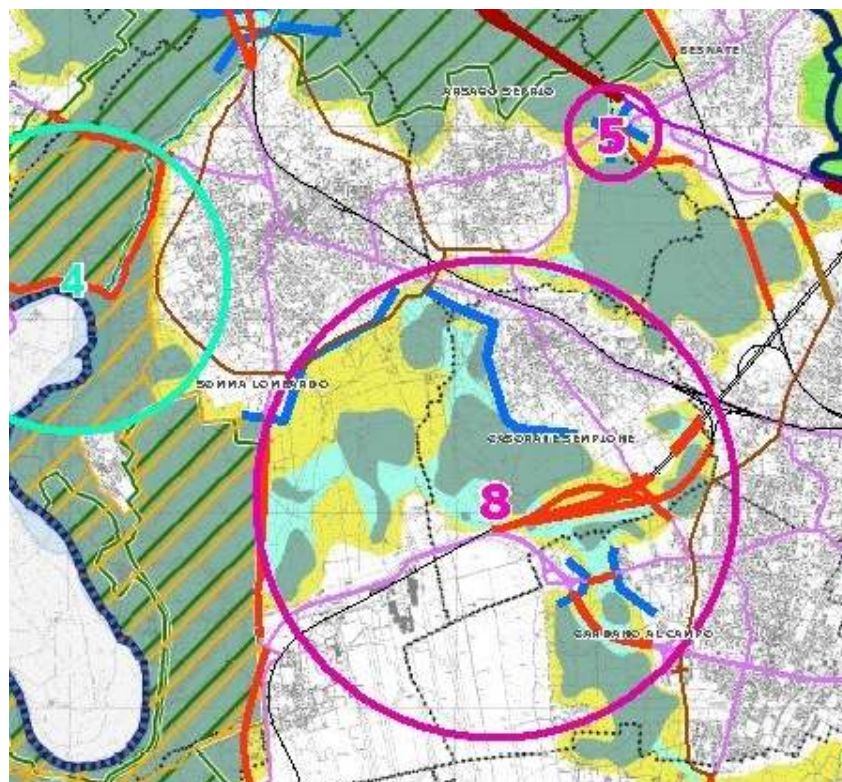 BESNATE
ARSAGO SEPRIO
5
4
SOMMA LOMBARDO
CASORATE SEMPIONE
8
CARDANO AL CAMPO